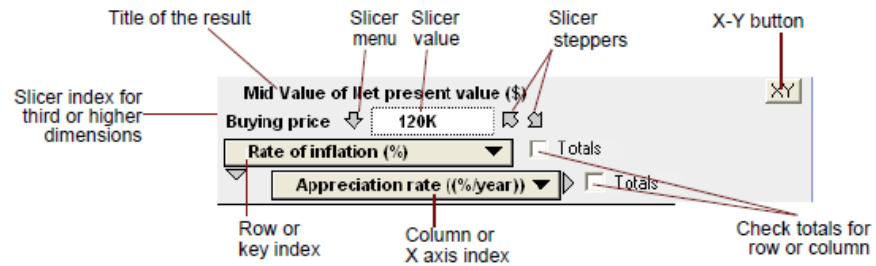 Title of the result
Slicer
menu
Slicer
value
Slicer
steppers
X-Y button
Mid Value of Net present value ($)
XY
Slicer index for
third or higher
dimensions
Buying price
120K
Rate of inflation (%)
Totals
Appreciation rate ((%/year))
Totals
Row or
key index
Column or
X axis index
Check totals for
row or column